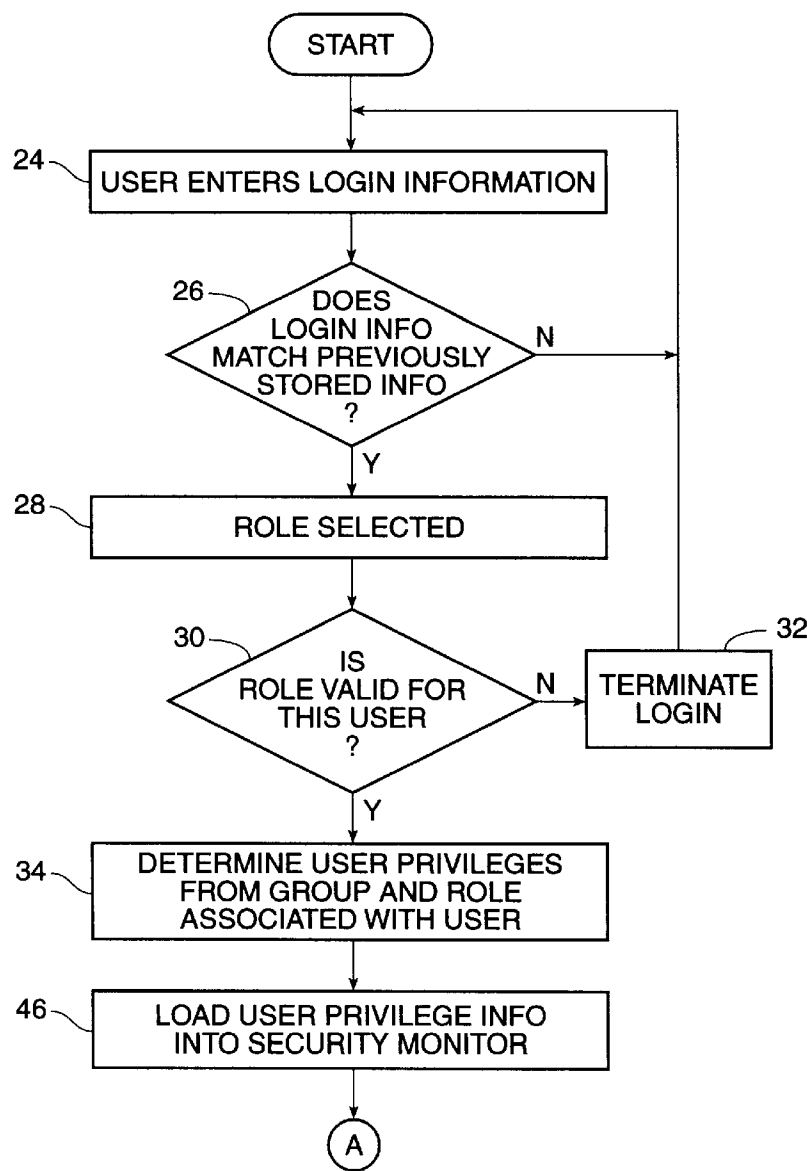 START
24
USER ENTERS LOGIN INFORMATION
26
DOES
LOGIN INFO
MATCH PREVIOUSLY
STORED INFO
?
N
Y
28
ROLE SELECTED
30
IS
ROLE VALID FOR
THIS USER
?
N
32
TERMINATE
LOGIN
Y
34
DETERMINE USER PRIVILEGES
FROM GROUP AND ROLE
ASSOCIATED WITH USER
46
LOAD USER PRIVILEGE INFO
INTO SECURITY MONITOR
A